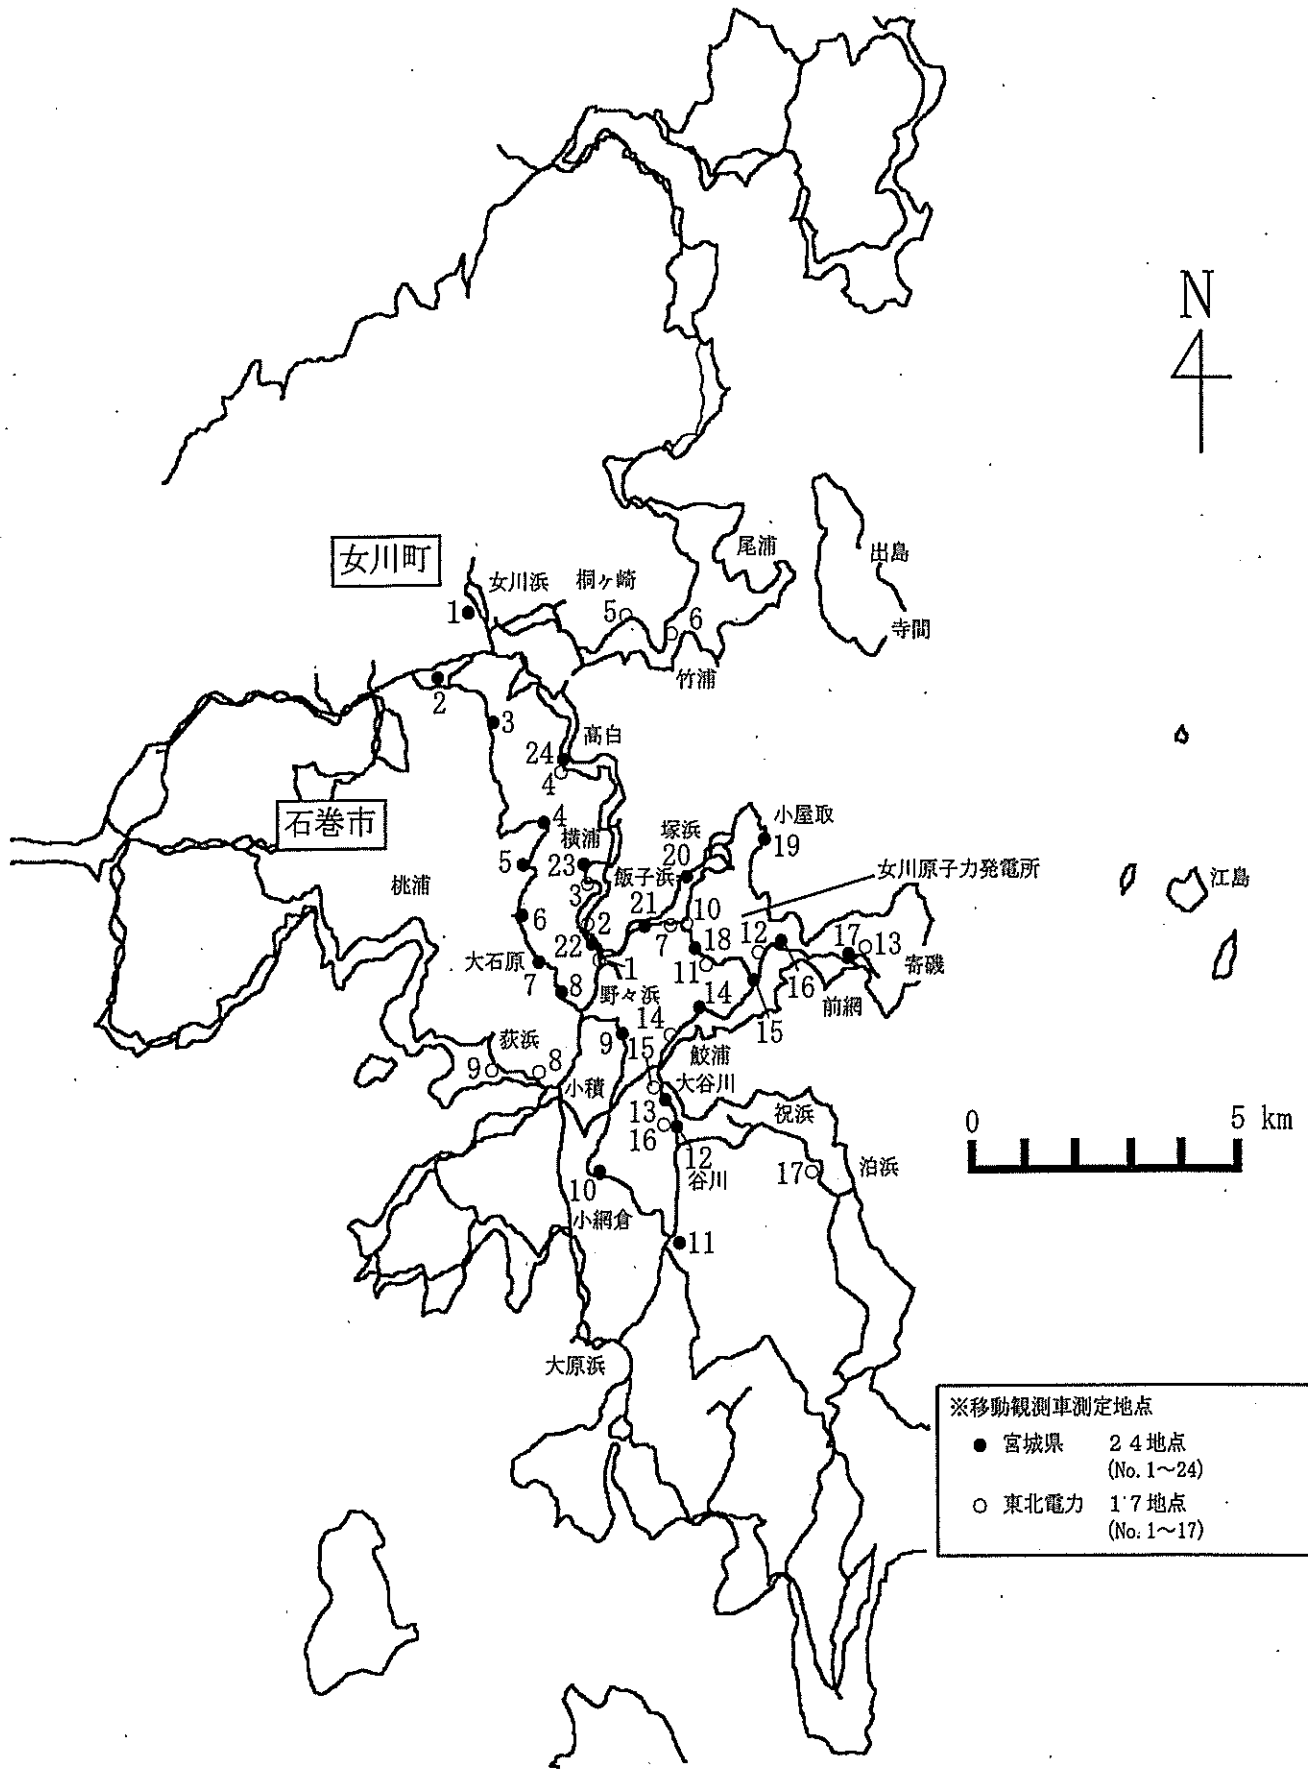 N
女川町
女川浜
桐ヶ崎
尾浦
出島
寺間
竹浦
1
5
6
2
3
高白
24
4
石巻市
4
横浦
塚浜
小屋取
5
23
20
19
飯子浜
女川原子力発電所
江島
桃浦
3
21
10
6
2
7
18
12
17
13
22
大石原
1
11
16
寄磯
7
8
野々浜
14
15
前網
荻浜
9
14
15
鮫浦
9
8
小積
大谷川
13
祝浜
16
12
谷川
17
泊浜
10
小網倉
11
0 5 km
大原浜
※移動観測車測定地点
● 宮城県 24地点
(No.1～24)
○ 東北電力 17地点
(No.1～17)